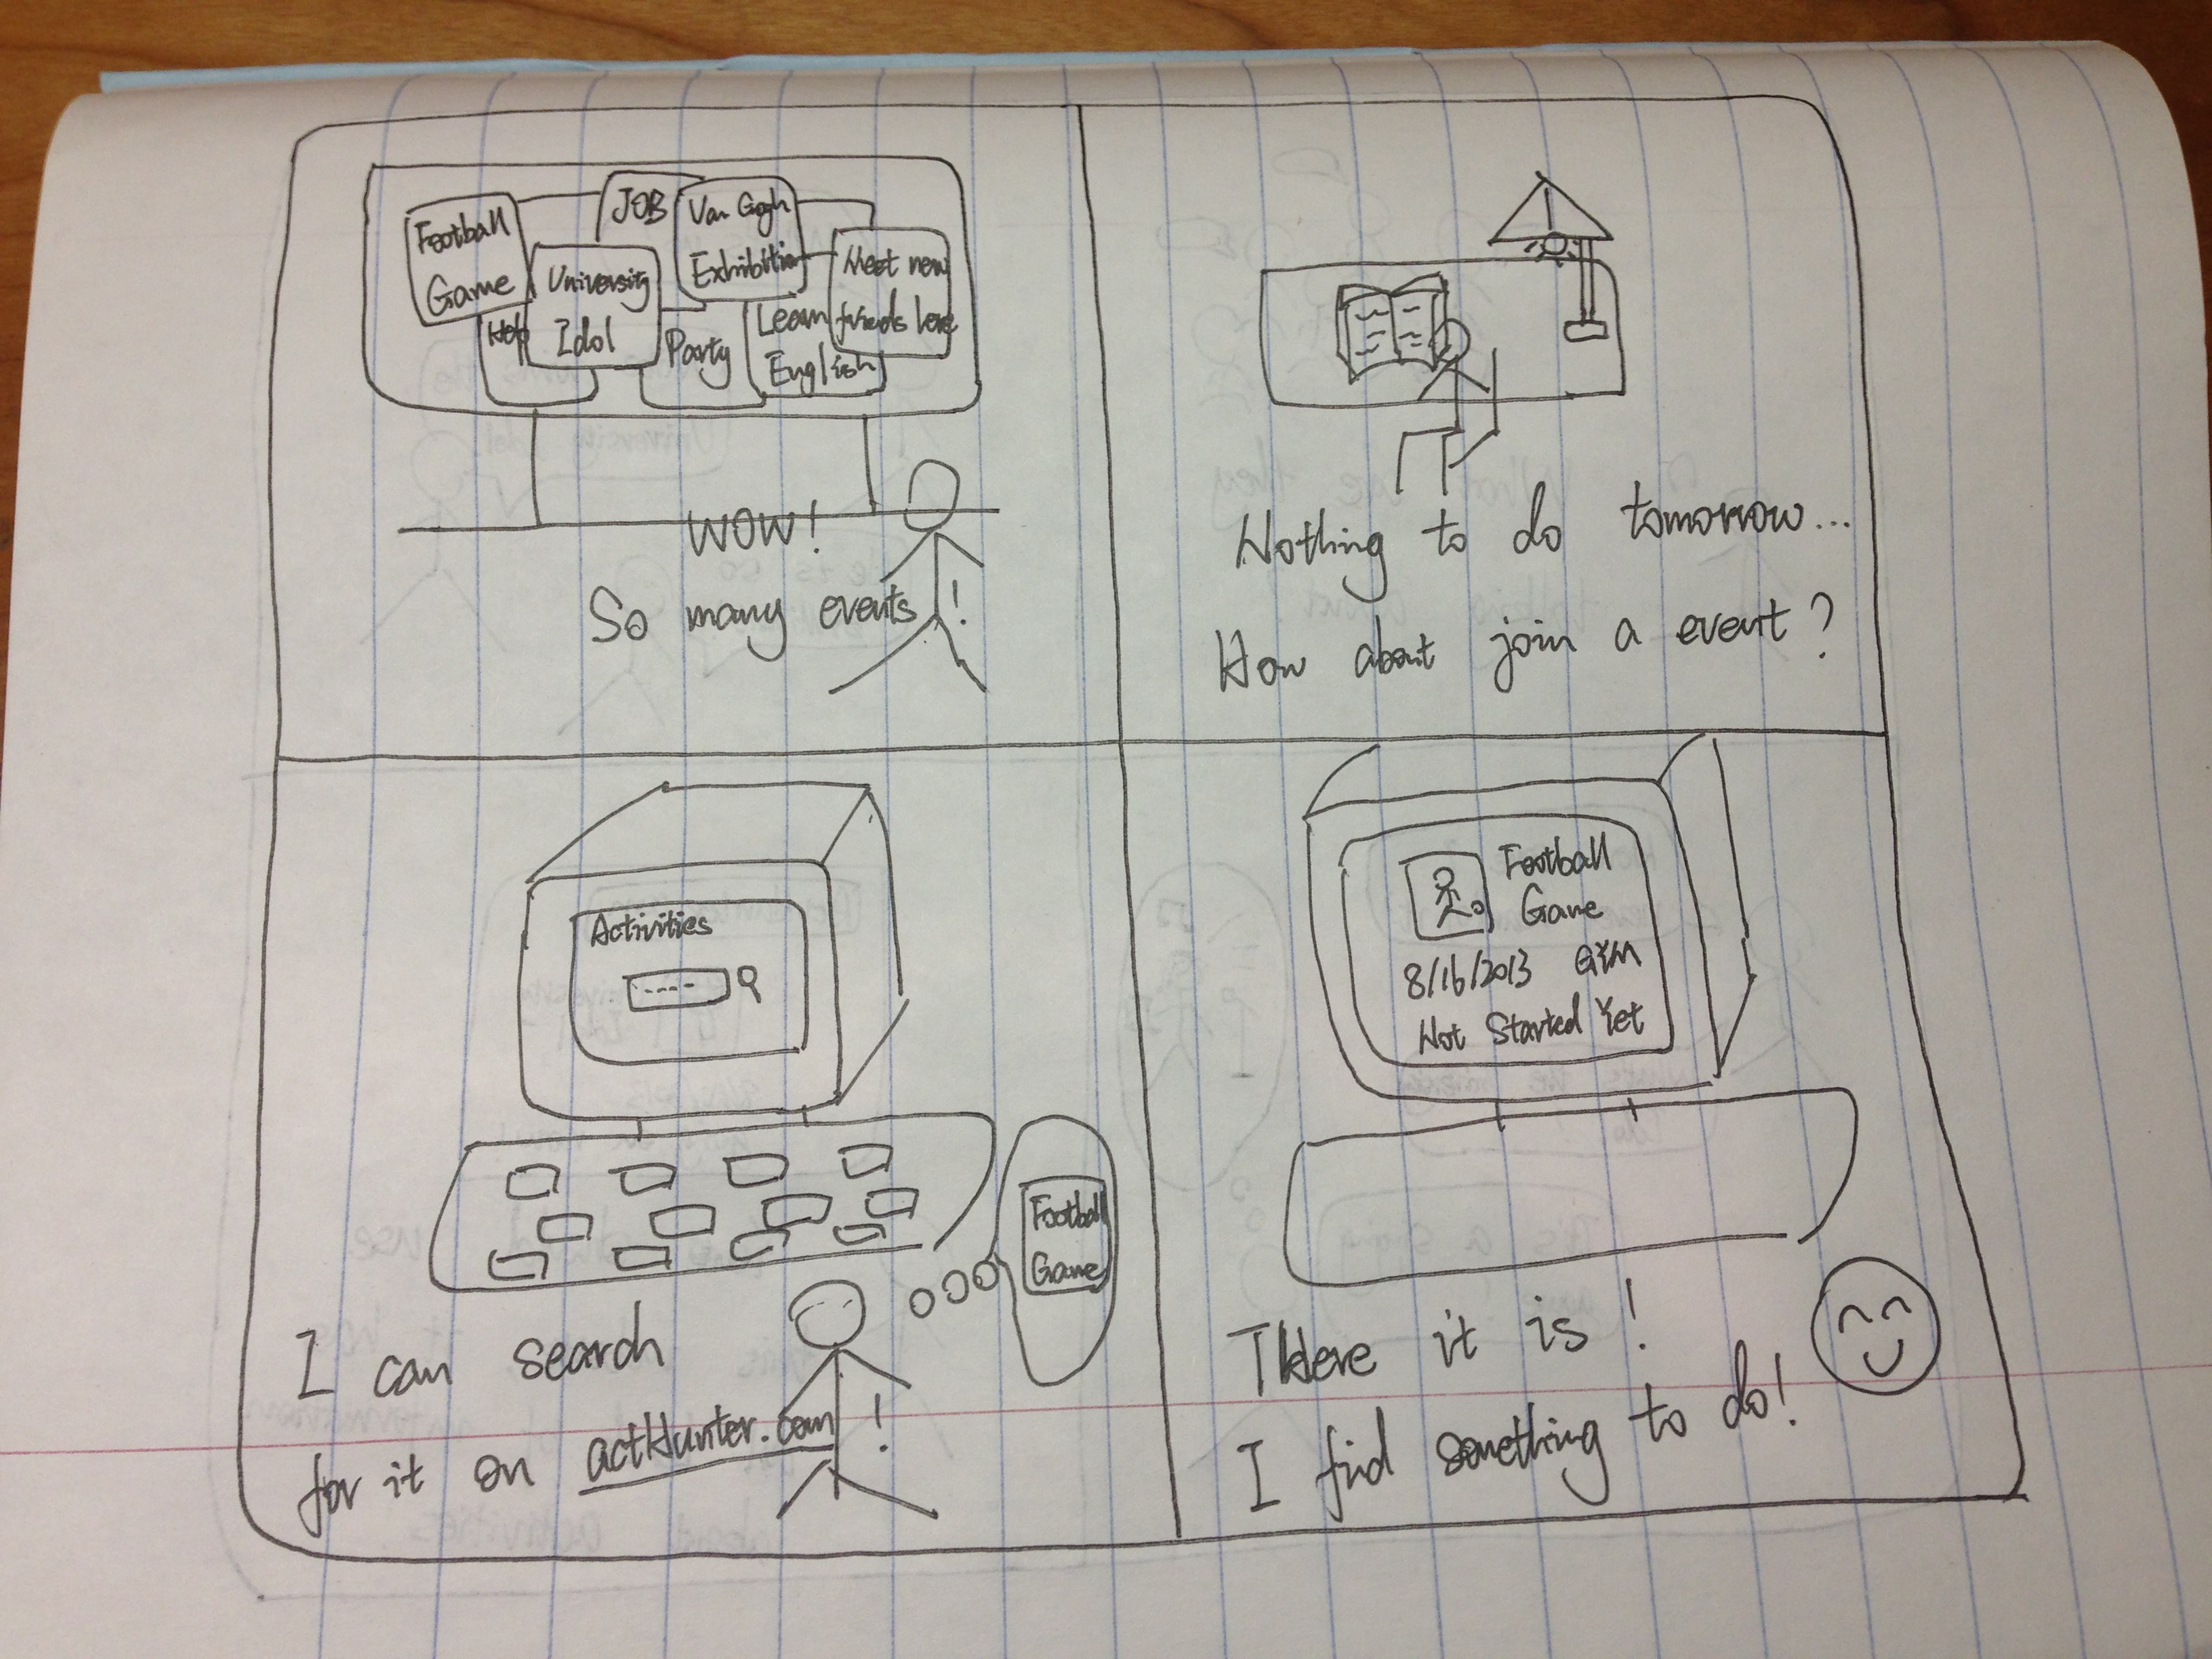 Football
Game
JOB
Van Gogh
Exhibition
University
Idol
Party
Learn
English
Meet new
friends here
WOW!
So many events!
Nothing to do tomorrow...
How about join a event?
Activities
----
Football
Game
I can search
for it on actHunter.com!
Football
Game
8/16/2013 GYM
Not Started Yet
There it is!
I find something to do!